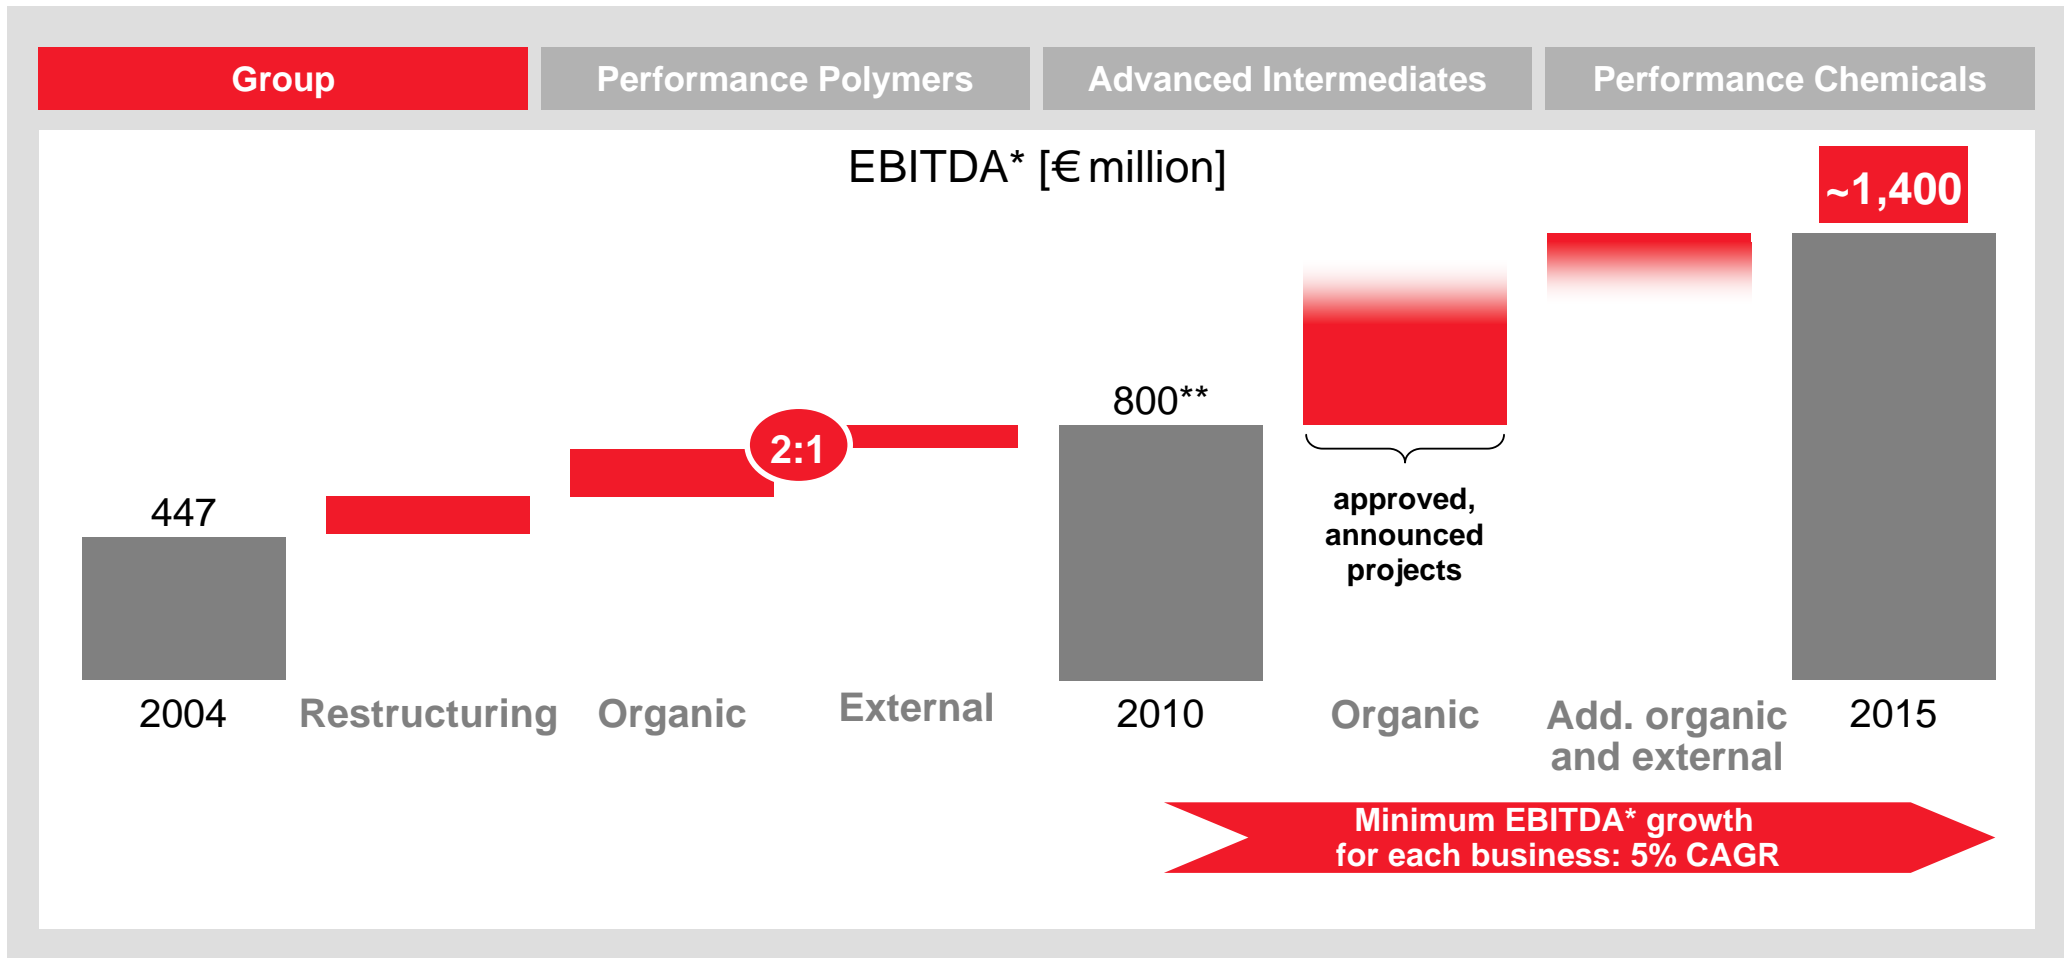 Group
Performance Polymers
Advanced Intermediates
Performance Chemicals
EBITDA* [€ million]
~1,400
800**
2:1
447
approved,
announced
projects
2004
Restructuring
Organic
External
2010
Organic
Add. organic
and external
2015
Minimum EBITDA* growth
for each business: 5% CAGR